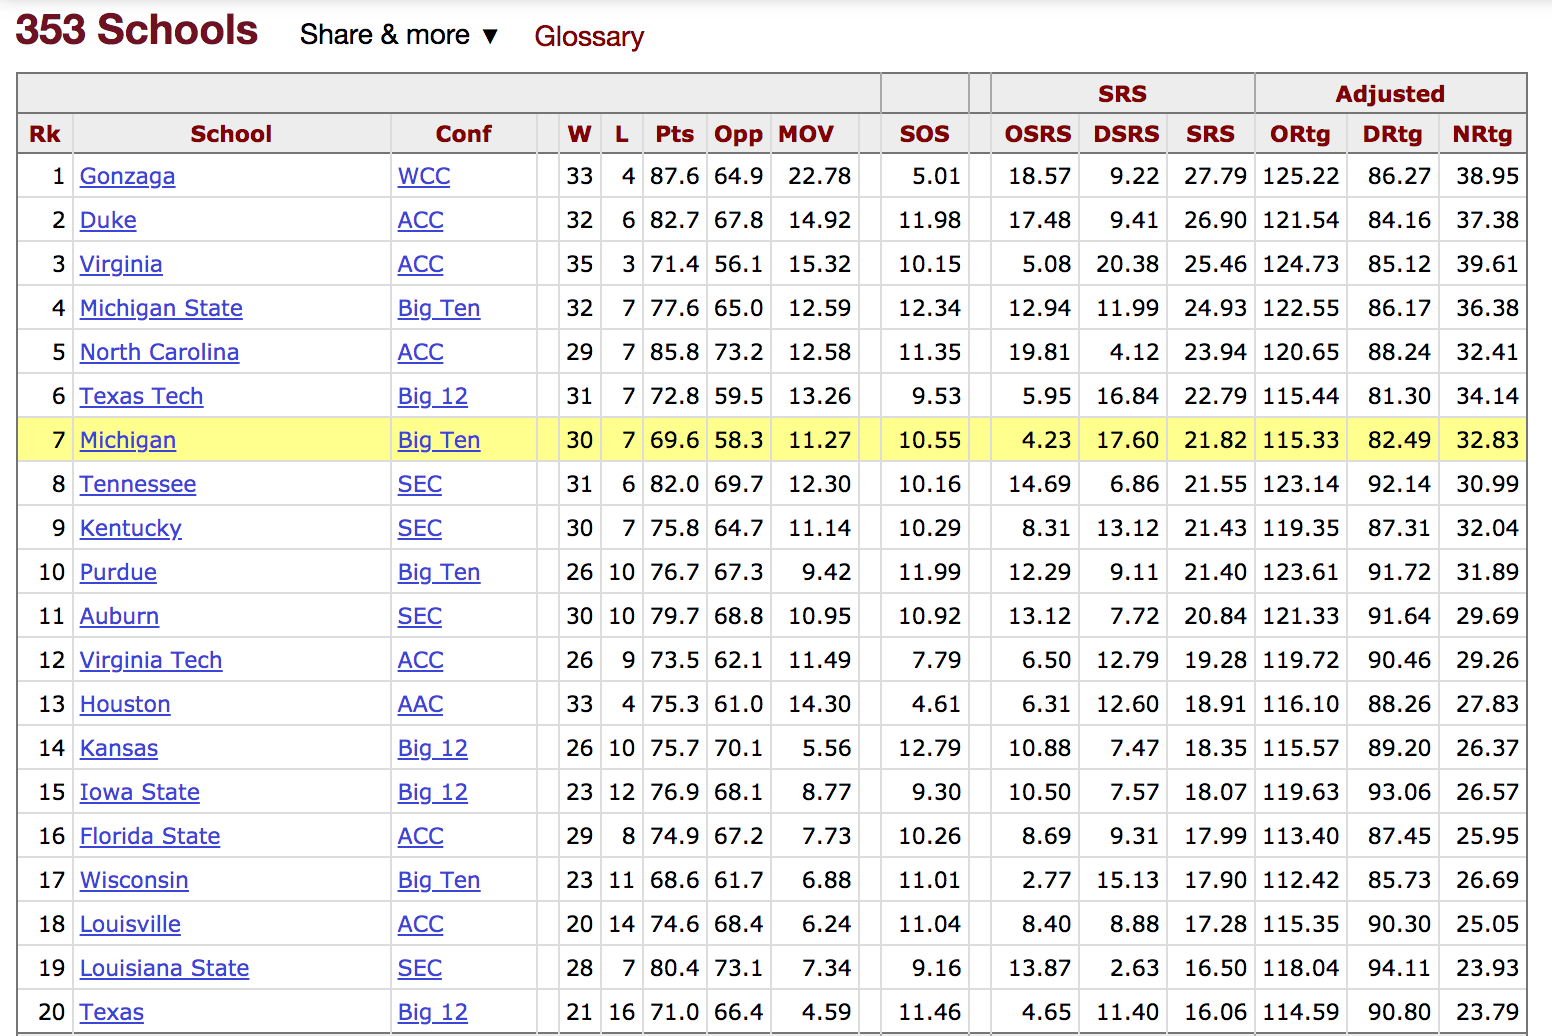 353 Schools Share & more ▼ Glossary
SRS Adjusted
Rk School Conf W L Pts Opp MOV SOS OSRS DSRS SRS ORtg DRtg NRtg
1 Gonzaga WCC 33 4 87.6 64.9 22.78 5.01 18.57 9.22 27.79 125.22 86.27 38.95
2 Duke ACC 32 6 82.7 67.8 14.92 11.98 17.48 9.41 26.90 121.54 84.16 37.38
3 Virginia ACC 35 3 71.4 56.1 15.32 10.15 5.08 20.38 25.46 124.73 85.12 39.61
4 Michigan State Big Ten 32 7 77.6 65.0 12.59 12.34 12.94 11.99 24.93 122.55 86.17 36.38
5 North Carolina ACC 29 7 85.8 73.2 12.58 11.35 19.81 4.12 23.94 120.65 88.24 32.41
6 Texas Tech Big 12 31 7 72.8 59.5 13.26 9.53 5.95 16.84 22.79 115.44 81.30 34.14
7 Michigan Big Ten 30 7 69.6 58.3 11.27 10.55 4.23 17.60 21.82 115.33 82.49 32.83
8 Tennessee SEC 31 6 82.0 69.7 12.30 10.16 14.69 6.86 21.55 123.14 92.14 30.99
9 Kentucky SEC 30 7 75.8 64.7 11.14 10.29 8.31 13.12 21.43 119.35 87.31 32.04
10 Purdue Big Ten 26 10 76.7 67.3 9.42 11.99 12.29 9.11 21.40 123.61 91.72 31.89
11 Auburn SEC 30 10 79.7 68.8 10.95 10.92 13.12 7.72 20.84 121.33 91.64 29.69
12 Virginia Tech ACC 26 9 73.5 62.1 11.49 7.79 6.50 12.79 19.28 119.72 90.46 29.26
13 Houston AAC 33 4 75.3 61.0 14.30 4.61 6.31 12.60 18.91 116.10 88.26 27.83
14 Kansas Big 12 26 10 75.7 70.1 5.56 12.79 10.88 7.47 18.35 115.57 89.20 26.37
15 Iowa State Big 12 23 12 76.9 68.1 8.77 9.30 10.50 7.57 18.07 119.63 93.06 26.57
16 Florida State ACC 29 8 74.9 67.2 7.73 10.26 8.69 9.31 17.99 113.40 87.45 25.95
17 Wisconsin Big Ten 23 11 68.6 61.7 6.88 11.01 2.77 15.13 17.90 112.42 85.73 26.69
18 Louisville ACC 20 14 74.6 68.4 6.24 11.04 8.40 8.88 17.28 115.35 90.30 25.05
19 Louisiana State SEC 28 7 80.4 73.1 7.34 9.16 13.87 2.63 16.50 118.04 94.11 23.93
20 Texas Big 12 21 16 71.0 66.4 4.59 11.46 4.65 11.40 16.06 114.59 90.80 23.79